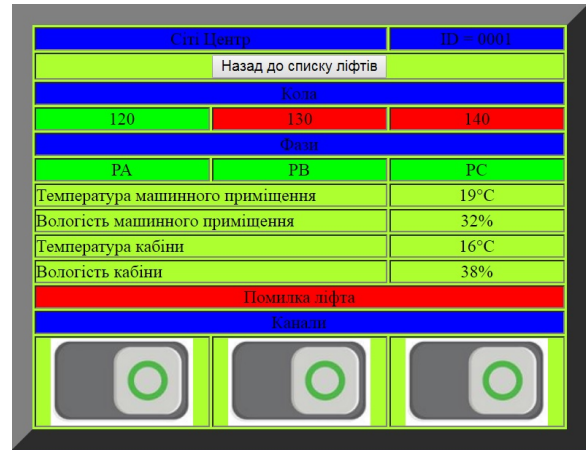 Сіті Центр ID = 0001
Назад до списку ліфтів
Кола
120 130 140
Фази
PA PB PC
Температура машинного приміщення 19°C
Вологість машинного приміщення 32%
Температура кабіни 16°C
Вологість кабіни 38%
Помилка ліфта
Канали